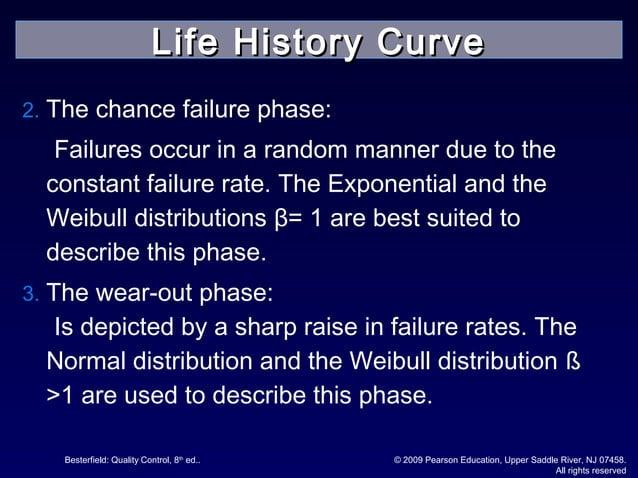 Life History Curve
2. The chance failure phase:
Failures occur in a random manner due to the
constant failure rate. The Exponential and the
Weibull distributions β= 1 are best suited to
describe this phase.
3. The wear-out phase:
Is depicted by a sharp raise in failure rates. The
Normal distribution and the Weibull distribution ß
>1 are used to describe this phase.
Besterfield: Quality Control, 8th ed..
© 2009 Pearson Education, Upper Saddle River, NJ 07458.
All rights reserved